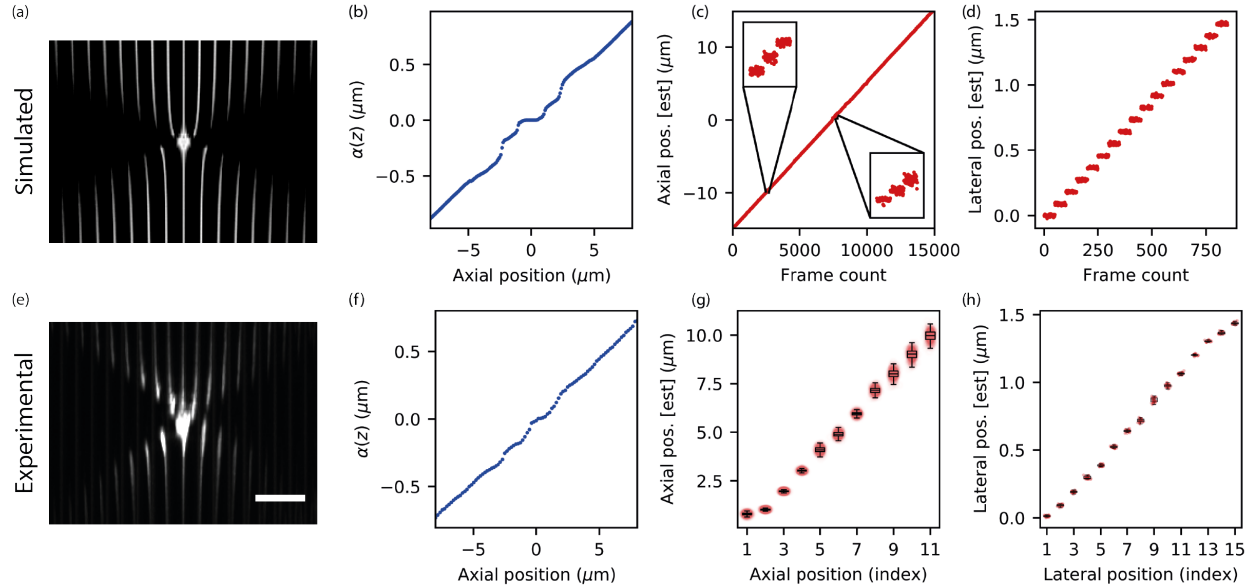 (a)
(b)
(c)
(d)
Simulated
α(z) (μm)
0.5
0.0
−0.5
−5
0
5
Axial position (μm)
Axial pos. [est] (μm)
10
0
−10
0
5000
10000
15000
Frame count
Lateral pos. [est] (μm)
1.5
1.0
0.5
0.0
0
250
500
750
Frame count
(e)
(f)
(g)
(h)
Experimental
α(z) (μm)
0.5
0.0
−0.5
−5
0
5
Axial position (μm)
Axial pos. [est] (μm)
10.0
7.5
5.0
2.5
1
3
5
7
9
11
Axial position (index)
Lateral pos. [est] (μm)
1.5
1.0
0.5
0.0
1
3
5
7
9
11
13
15
Lateral position (index)